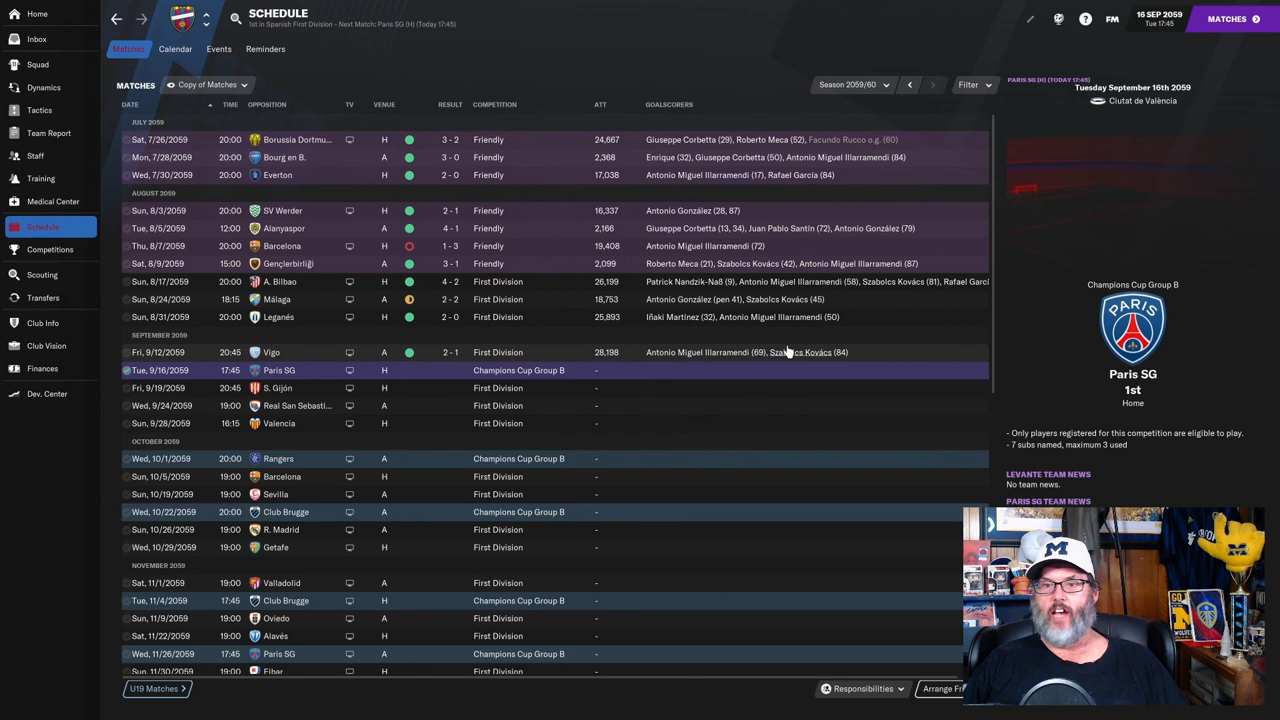 Home
Inbox
Squad
Dynamics
Tactics
Team Report
Staff
Training
Medical Center
Schedule
Competitions
Scouting
Transfers
Club Info
Club Vision
Finances
Dev. Center
SCHEDULE
1st in Spanish First Division - Next Match: Paris SG (H) (Today 17:45)
FM
16 SEP 2059
Tue 17:45
MATCHES
Matches Calendar Events Reminders
MATCHES Copy of Matches Season 2059/60 Filter
DATE TIME OPPOSITION TV VENUE RESULT COMPETITION ATT GOALSCORERS
JULY 2059
Sat, 7/26/2059 20:00 Borussia Dortmu... H 3 - 2 Friendly 24,667 Giuseppe Corbetta (29), Roberto Meca (52), Facundo Rucco o.g. (60)
Mon, 7/28/2059 20:00 Bourg en B. A 3 - 0 Friendly 2,368 Enrique (32), Giuseppe Corbetta (50), Antonio Miguel Illarramendi (84)
Wed, 7/30/2059 20:00 Everton H 2 - 0 Friendly 17,038 Antonio Miguel Illarramendi (17), Rafael García (84)
AUGUST 2059
Sun, 8/3/2059 20:00 SV Werder H 2 - 1 Friendly 16,337 Antonio González (28, 87)
Tue, 8/5/2059 12:00 Alanyaspor A 4 - 1 Friendly 2,166 Giuseppe Corbetta (13, 34), Juan Pablo Santín (72), Antonio González (79)
Thu, 8/7/2059 20:00 Barcelona H 1 - 3 Friendly 19,408 Antonio Miguel Illarramendi (72)
Sat, 8/9/2059 15:00 Gençlerbirliği A 3 - 1 Friendly 2,099 Roberto Meca (21), Szabolcs Kovács (42), Antonio Miguel Illarramendi (87)
Sun, 8/17/2059 20:00 A. Bilbao H 4 - 2 First Division 26,199 Patrick Nandzik-Naß (9), Antonio Miguel Illarramendi (58), Szabolcs Kovács (81), Rafael Garcí
Sun, 8/24/2059 18:15 Málaga A 2 - 2 First Division 18,753 Antonio González (pen 41), Szabolcs Kovács (45)
Sun, 8/31/2059 20:00 Leganés H 2 - 0 First Division 25,893 Iñaki Martínez (32), Antonio Miguel Illarramendi (50)
SEPTEMBER 2059
Fri, 9/12/2059 20:45 Vigo A 2 - 1 First Division 28,198 Antonio Miguel Illarramendi (69), Szabolcs Kovács (84)
Tue, 9/16/2059 17:45 Paris SG H Champions Cup Group B -
Fri, 9/19/2059 20:45 S. Gijón H First Division -
Wed, 9/24/2059 19:00 Real San Sebasti... A First Division -
Sun, 9/28/2059 16:15 Valencia H First Division -
OCTOBER 2059
Wed, 10/1/2059 20:00 Rangers A Champions Cup Group B -
Sun, 10/5/2059 19:00 Barcelona H First Division -
Sun, 10/19/2059 19:00 Sevilla A First Division -
Wed, 10/22/2059 20:00 Club Brugge A Champions Cup Group B -
Sun, 10/26/2059 19:00 R. Madrid A First Division -
Wed, 10/29/2059 19:00 Getafe H First Division -
NOVEMBER 2059
Sat, 11/1/2059 19:00 Valladolid A First Division -
Tue, 11/4/2059 17:45 Club Brugge H Champions Cup Group B -
Sun, 11/9/2059 19:00 Oviedo A First Division -
Sat, 11/22/2059 19:00 Alavés H First Division -
Wed, 11/26/2059 17:45 Paris SG A Champions Cup Group B -
Sun, 11/30/2059 19:00 Eibar H First Division -
U19 Matches
Responsibilities
Arrange Fr
PARIS SG (H) (TODAY 17:45)
Tuesday September 16th 2059
Ciutat de València
Champions Cup Group B
PARIS
Paris SG
1st
Home
- Only players registered for this competition are eligible to play.
- 7 subs named, maximum 3 used
LEVANTE TEAM NEWS
No team news.
PARIS SG TEAM NEWS
M